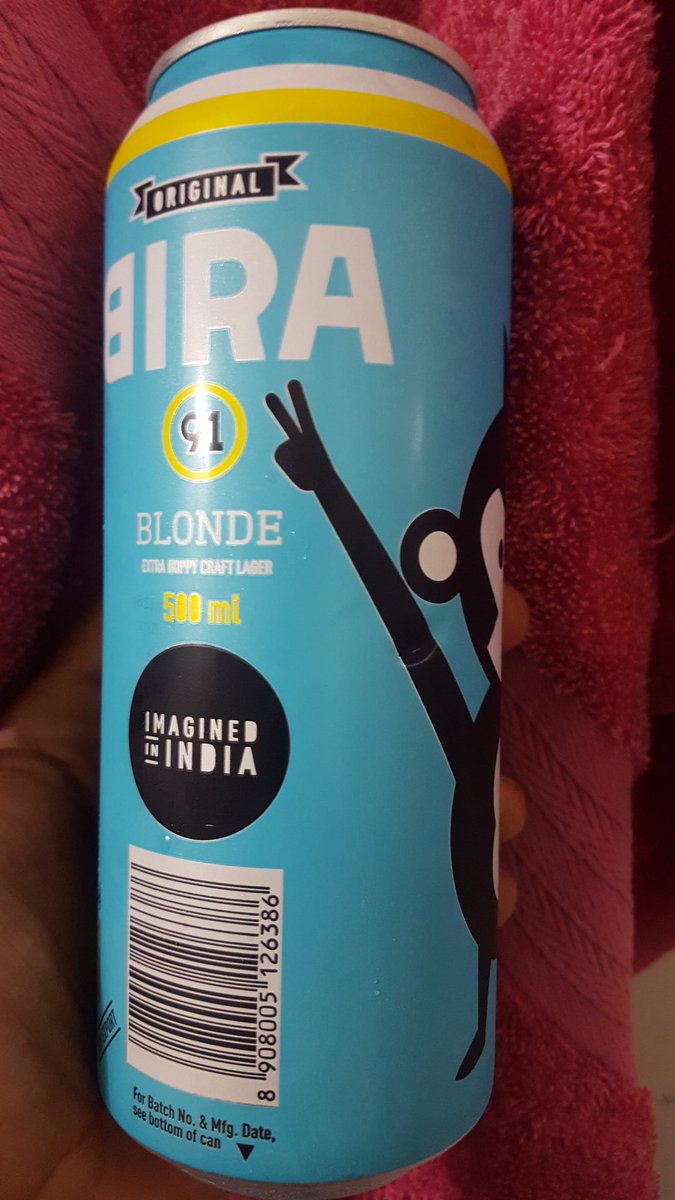 ORIGINAL
BIRA
91
BLONDE
EXTRA HOPPY CRAFT LAGER
500 ml
IMAGINED
IN INDIA
8 908005 126386
For Batch No. & Mfg. Date,
see bottom of can